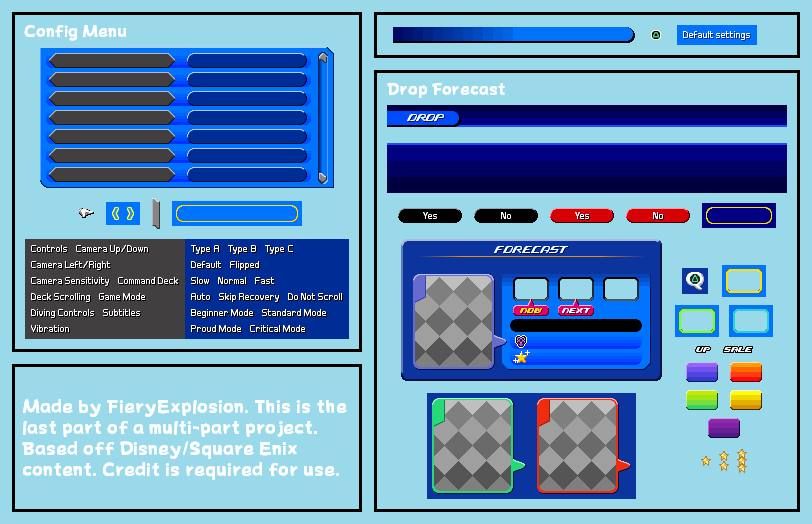 Config Menu
Controls Camera Up/Down
Camera Left/Right
Camera Sensitivity Command Deck
Deck Scrolling Game Mode
Diving Controls Subtitles
Vibration
Type A Type B Type C
Default Flipped
Slow Normal Fast
Auto Skip Recovery Do Not Scroll
Beginner Mode Standard Mode
Proud Mode Critical Mode
Made by FieryExplosion. This is the
last part of a multi-part project.
Based off Disney/Square Enix
content. Credit is required for use.
Default settings
Drop Forecast
DROP
Yes No Yes No
FORECAST
NOW NEXT
UP SALE